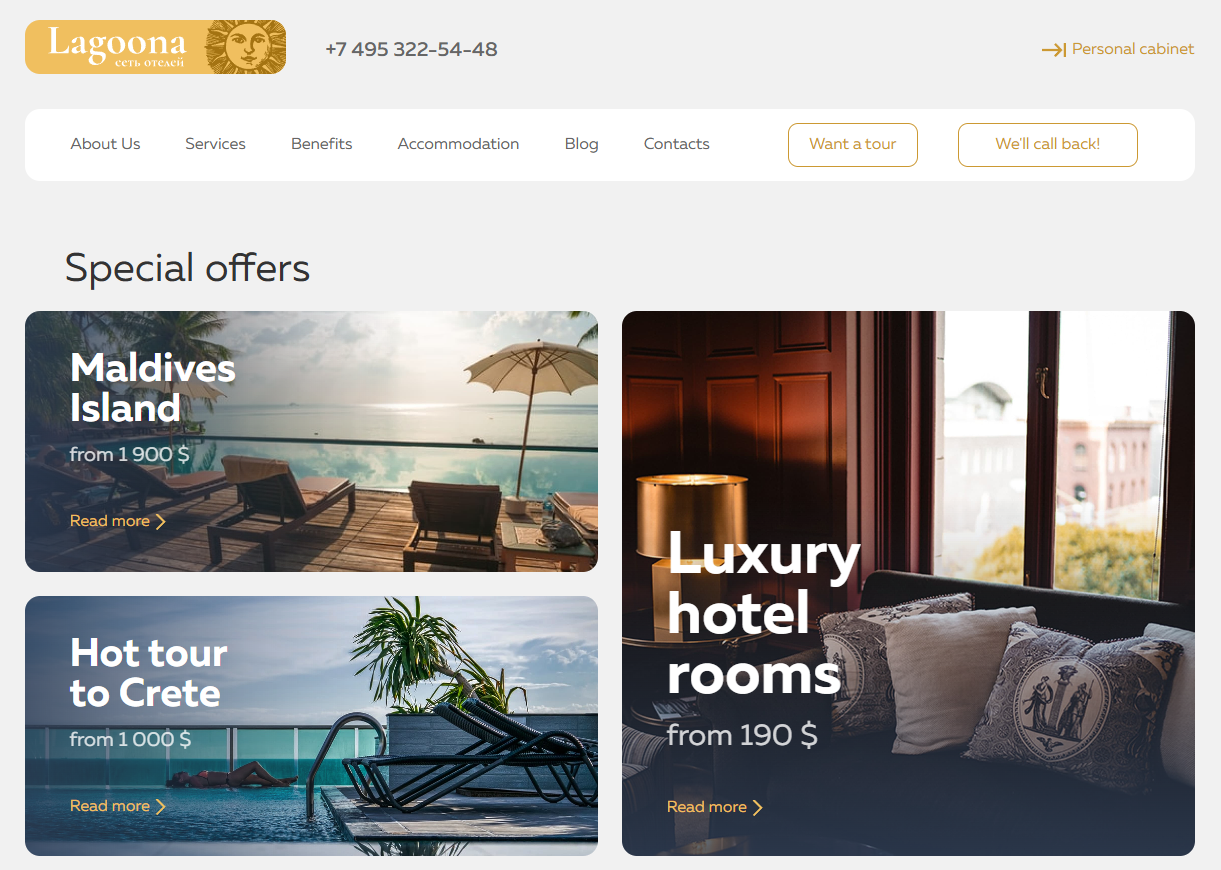 Lagoona
сеть отелей
+7 495 322-54-48
Personal cabinet
About Us
Services
Benefits
Accommodation
Blog
Contacts
Want a tour
We'll call back!
Special offers
Maldives
Island
from 1 900 $
Read more
Hot tour
to Crete
from 1 000 $
Read more
Luxury
hotel
rooms
from 190 $
Read more